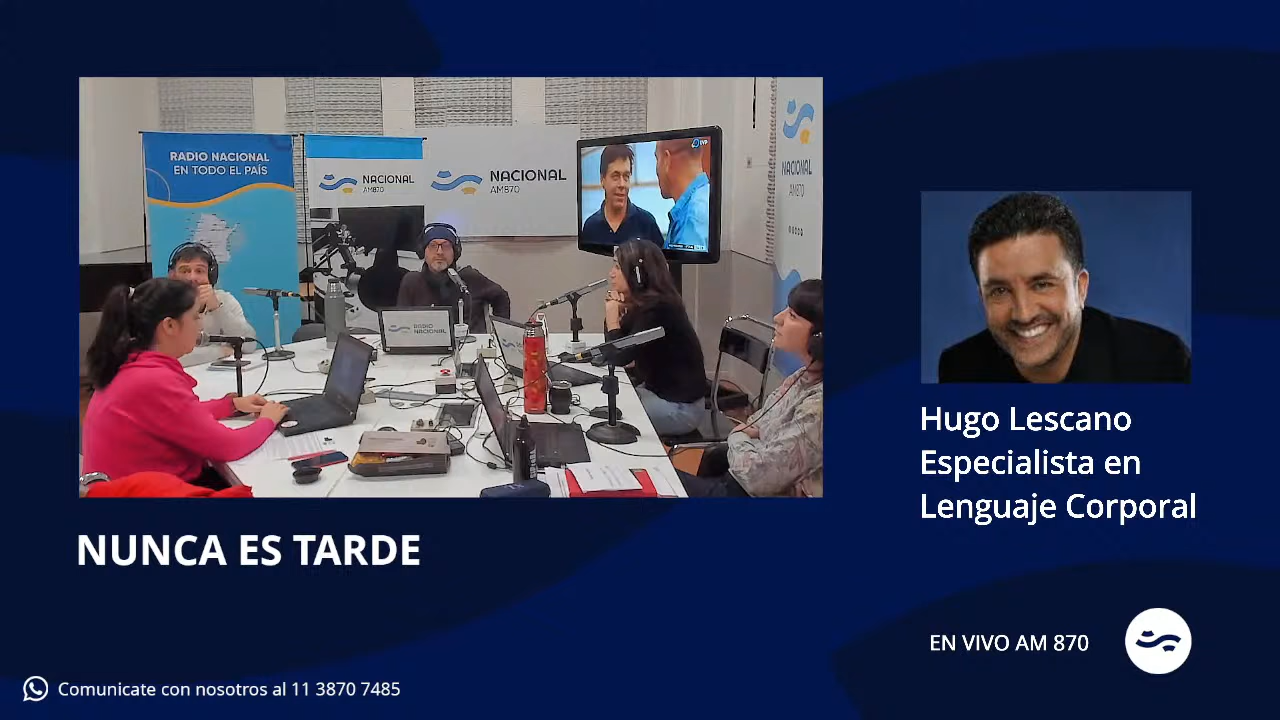 RADIO NACIONAL
EN TODO EL PAÍS
NACIONAL
AM870
NACIONAL
AM870
NACIONAL
AM870
RADIO
NACIONAL
Hugo Lescano
Especialista en
Lenguaje Corporal
NUNCA ES TARDE
EN VIVO AM 870
Comunicate con nosotros al 11 3870 7485